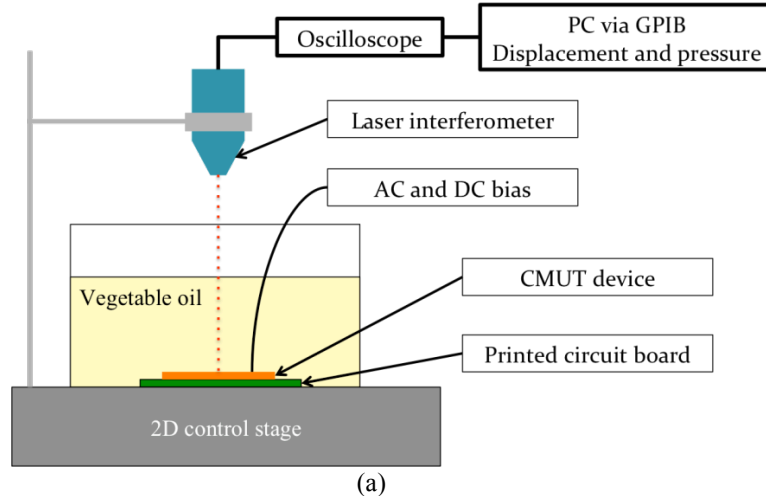 PC via GPIB
Displacement and pressure
Oscilloscope
Laser interferometer
AC and DC bias
CMUT device
Vegetable oil
Printed circuit board
2D control stage
(a)